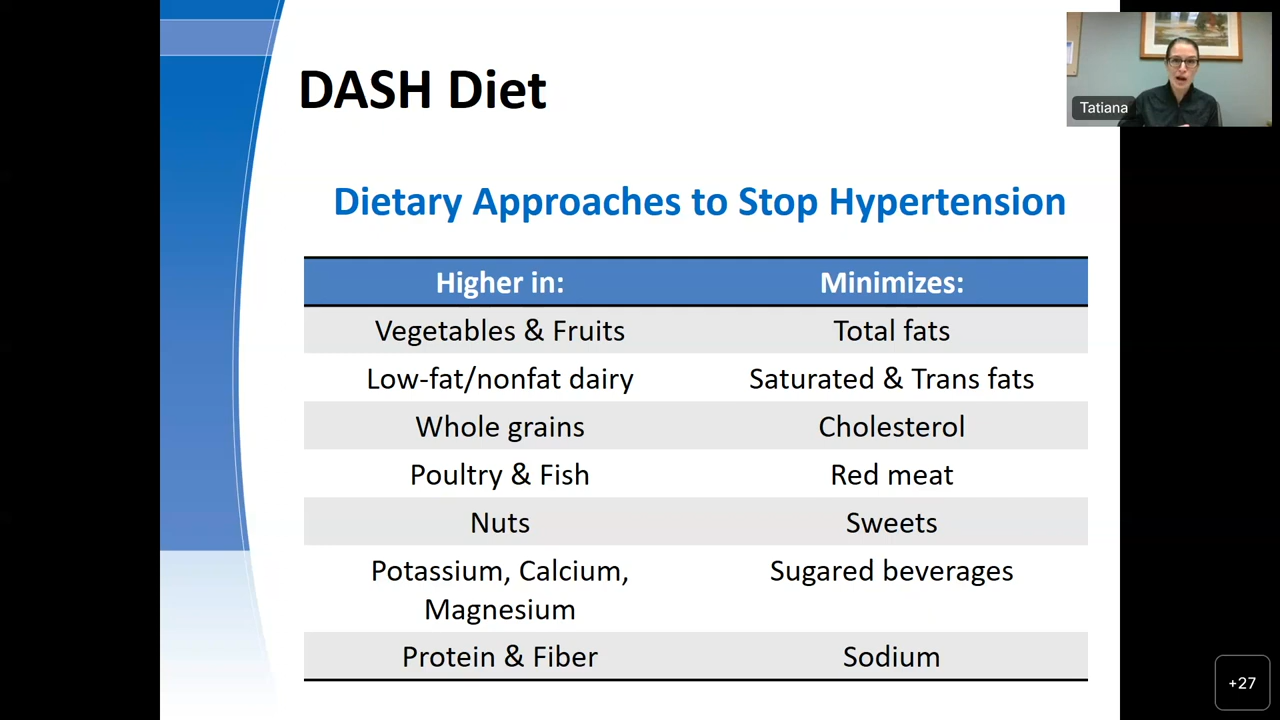 DASH Diet
Tatiana
Dietary Approaches to Stop Hypertension
Higher in: Minimizes:
Vegetables & Fruits Total fats
Low-fat/nonfat dairy Saturated & Trans fats
Whole grains Cholesterol
Poultry & Fish Red meat
Nuts Sweets
Potassium, Calcium, Sugared beverages
Magnesium
Protein & Fiber Sodium
+27